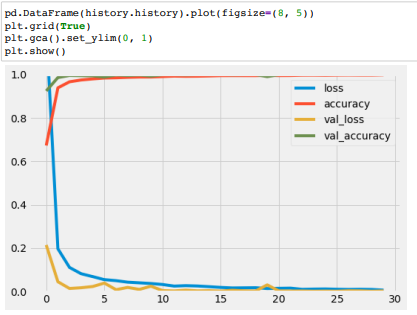 pd.DataFrame(history.history).plot(figsize=(8, 5))
plt.grid(True)
plt.gca().set_ylim(0, 1)
plt.show()
1.0
0.8
0.6
0.4
0.2
0.0
loss
accuracy
val_loss
val_accuracy
0 5 10 15 20 25 30